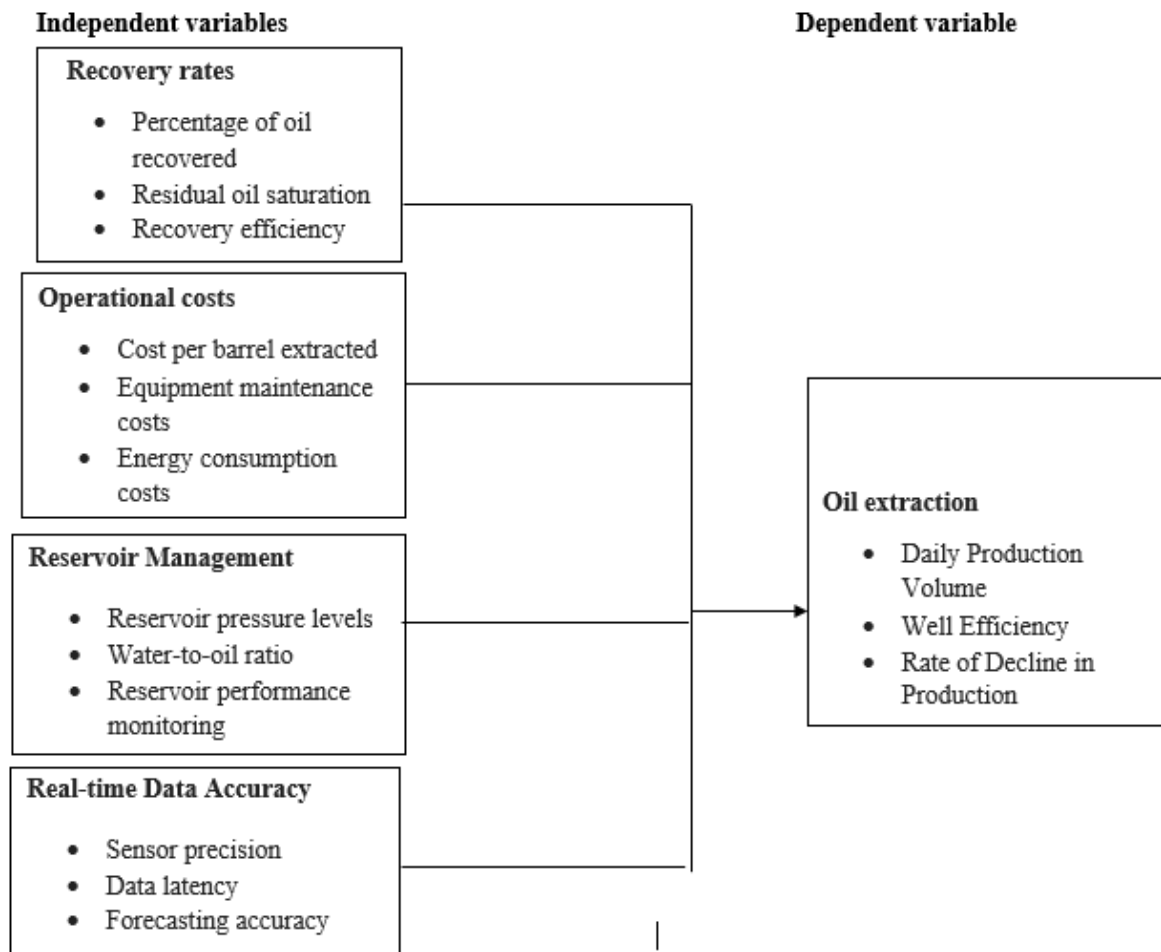 Independent variables
Dependent variable
Recovery rates
• Percentage of oil
recovered
• Residual oil saturation
• Recovery efficiency
Operational costs
• Cost per barrel extracted
• Equipment maintenance
costs
• Energy consumption
costs
Reservoir Management
• Reservoir pressure levels
• Water-to-oil ratio
• Reservoir performance
monitoring
Real-time Data Accuracy
• Sensor precision
• Data latency
• Forecasting accuracy
Oil extraction
• Daily Production
Volume
• Well Efficiency
• Rate of Decline in
Production